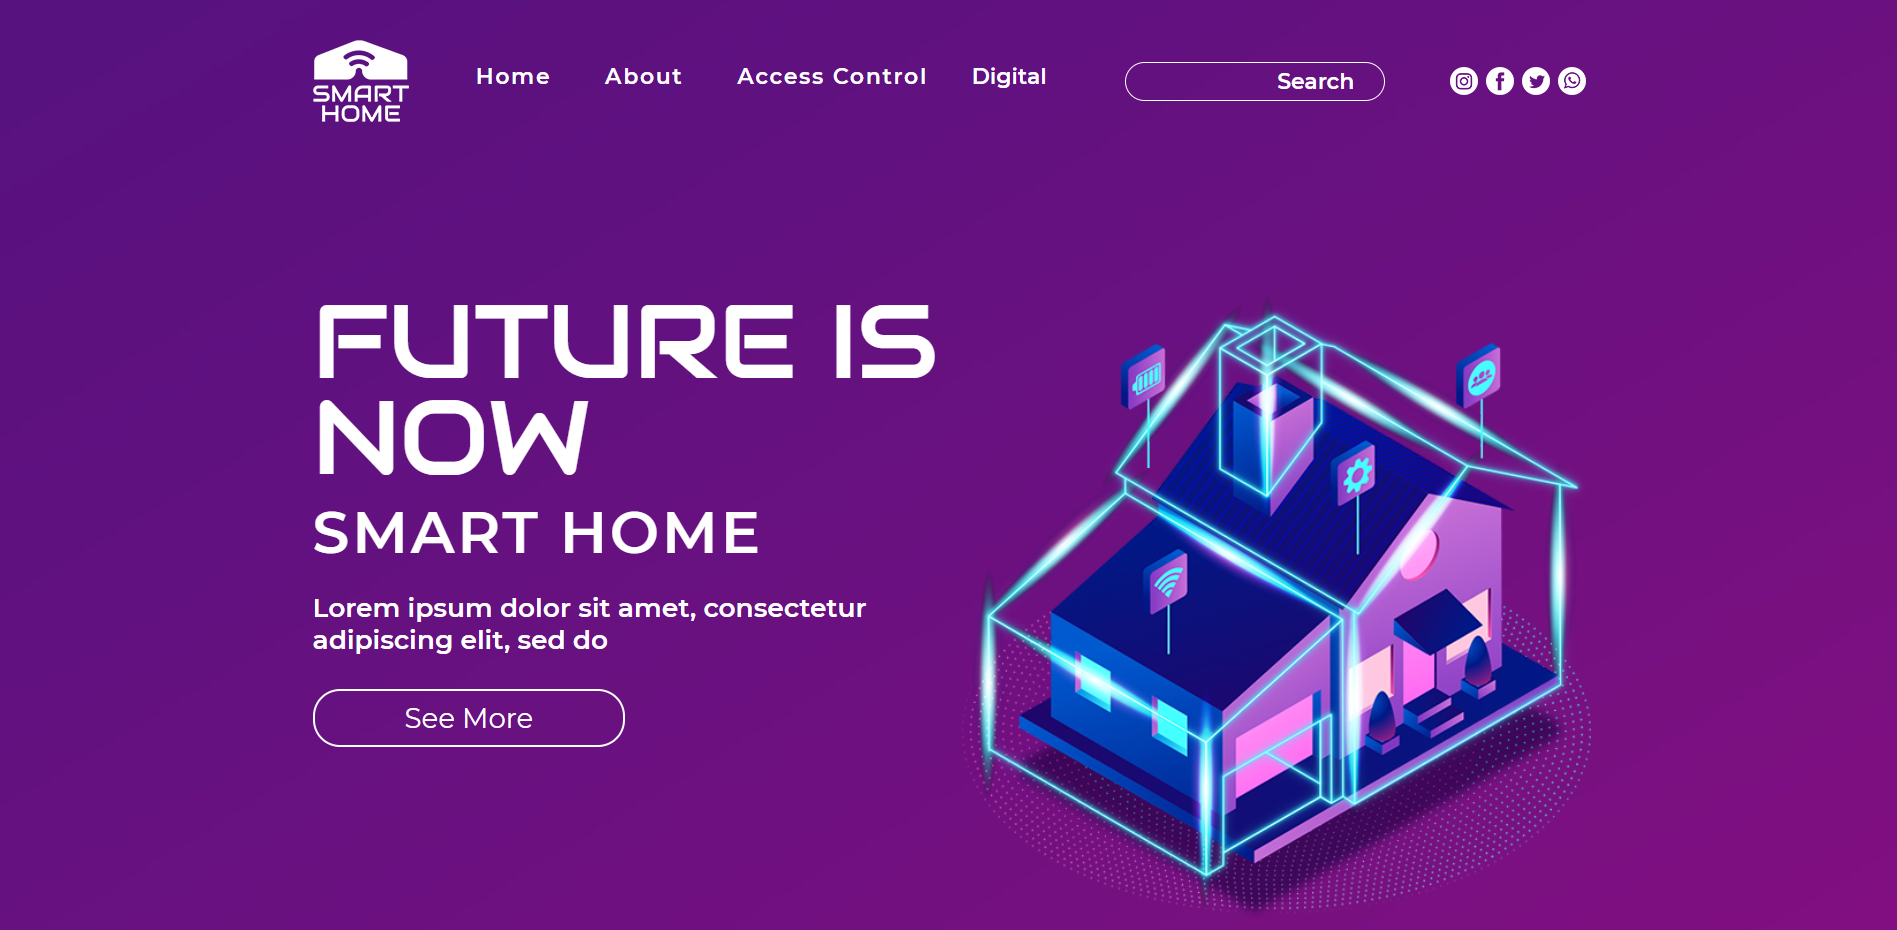 SMART
HOME
Home
About
Access Control
Digital
Search
FUTURE IS
NOW
SMART HOME
Lorem ipsum dolor sit amet, consectetur
adipiscing elit, sed do
See More